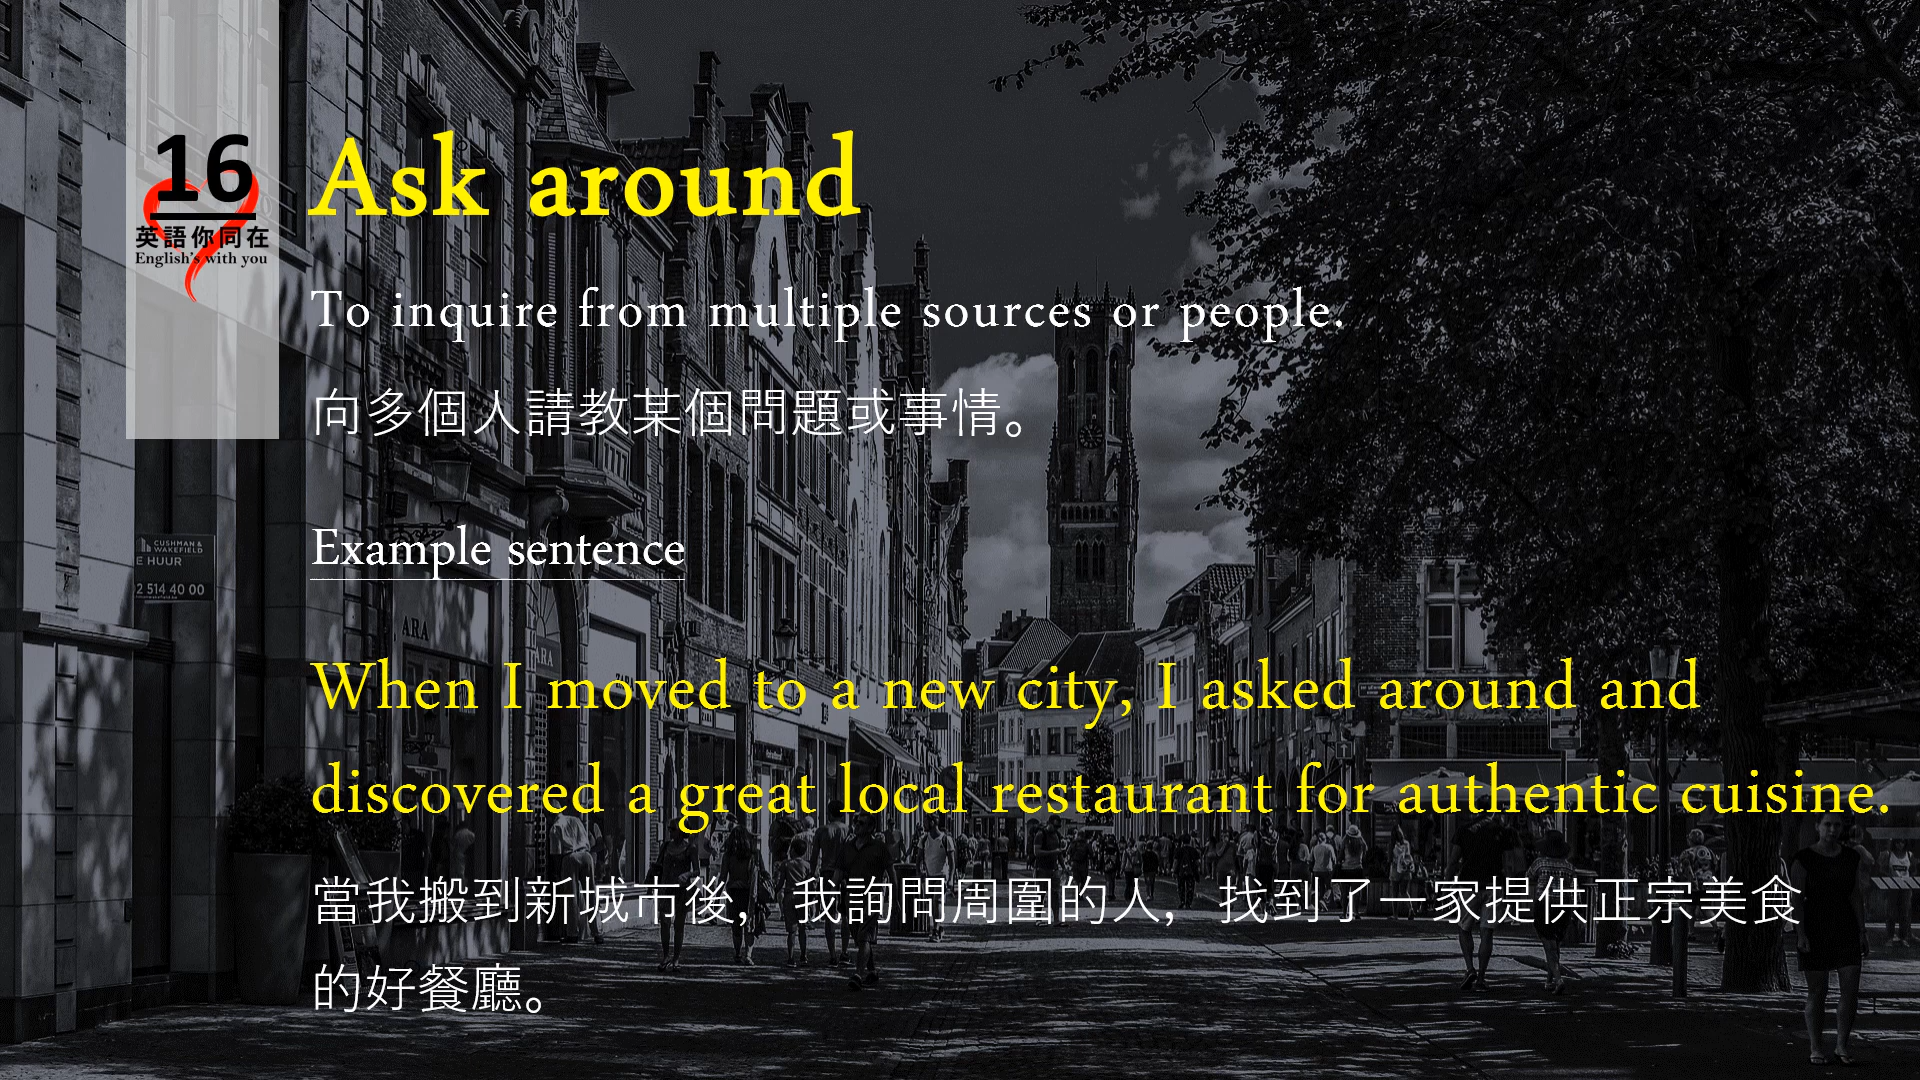 16
英語你同在
English's with you
Ask around
To inquire from multiple sources or people.
向多個人請教某個問題或事情。
Example sentence
When I moved to a new city, I asked around and
discovered a great local restaurant for authentic cuisine.
當我搬到新城市後，我詢問周圍的人，找到了一家提供正宗美食
的好餐廳。
CUSHMAN &
WAKEFIELD
E HUUR
2 514 40 00
ARA
ARA